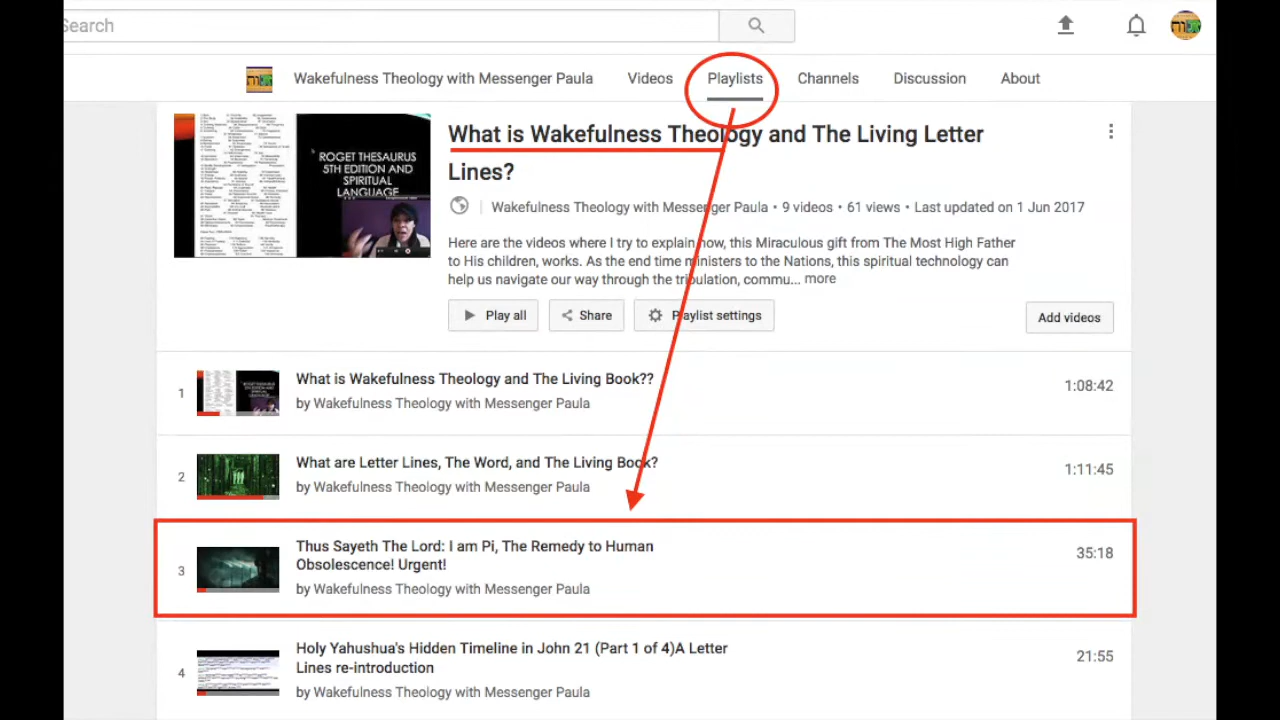 Search
Wakefulness Theology with Messenger Paula Videos Playlists Channels Discussion About
ROGET THESAURUS
5TH EDITION AND
SPIRITUAL
LANGUAGE
What is Wakefulness Theology and The Living Letter
Lines?
Wakefulness Theology with Messenger Paula • 9 videos • 61 views • updated on 1 Jun 2017
Here are the videos where I try to explain how, this Miraculous gift from The Most High Father
to His children, works. As the end time ministers to the Nations, this spiritual technology can
help us navigate our way through the tribulation, commu... more
Play all Share Playlist settings Add videos
1
What is Wakefulness Theology and The Living Book??
1:08:42
by Wakefulness Theology with Messenger Paula
2
What are Letter Lines, The Word, and The Living Book?
1:11:45
by Wakefulness Theology with Messenger Paula
3
Thus Sayeth The Lord: I am Pi, The Remedy to Human
35:18
Obsolescence! Urgent!
by Wakefulness Theology with Messenger Paula
4
Holy Yahushua's Hidden Timeline in John 21 (Part 1 of 4)A Letter
21:55
Lines re-introduction
by Wakefulness Theology with Messenger Paula